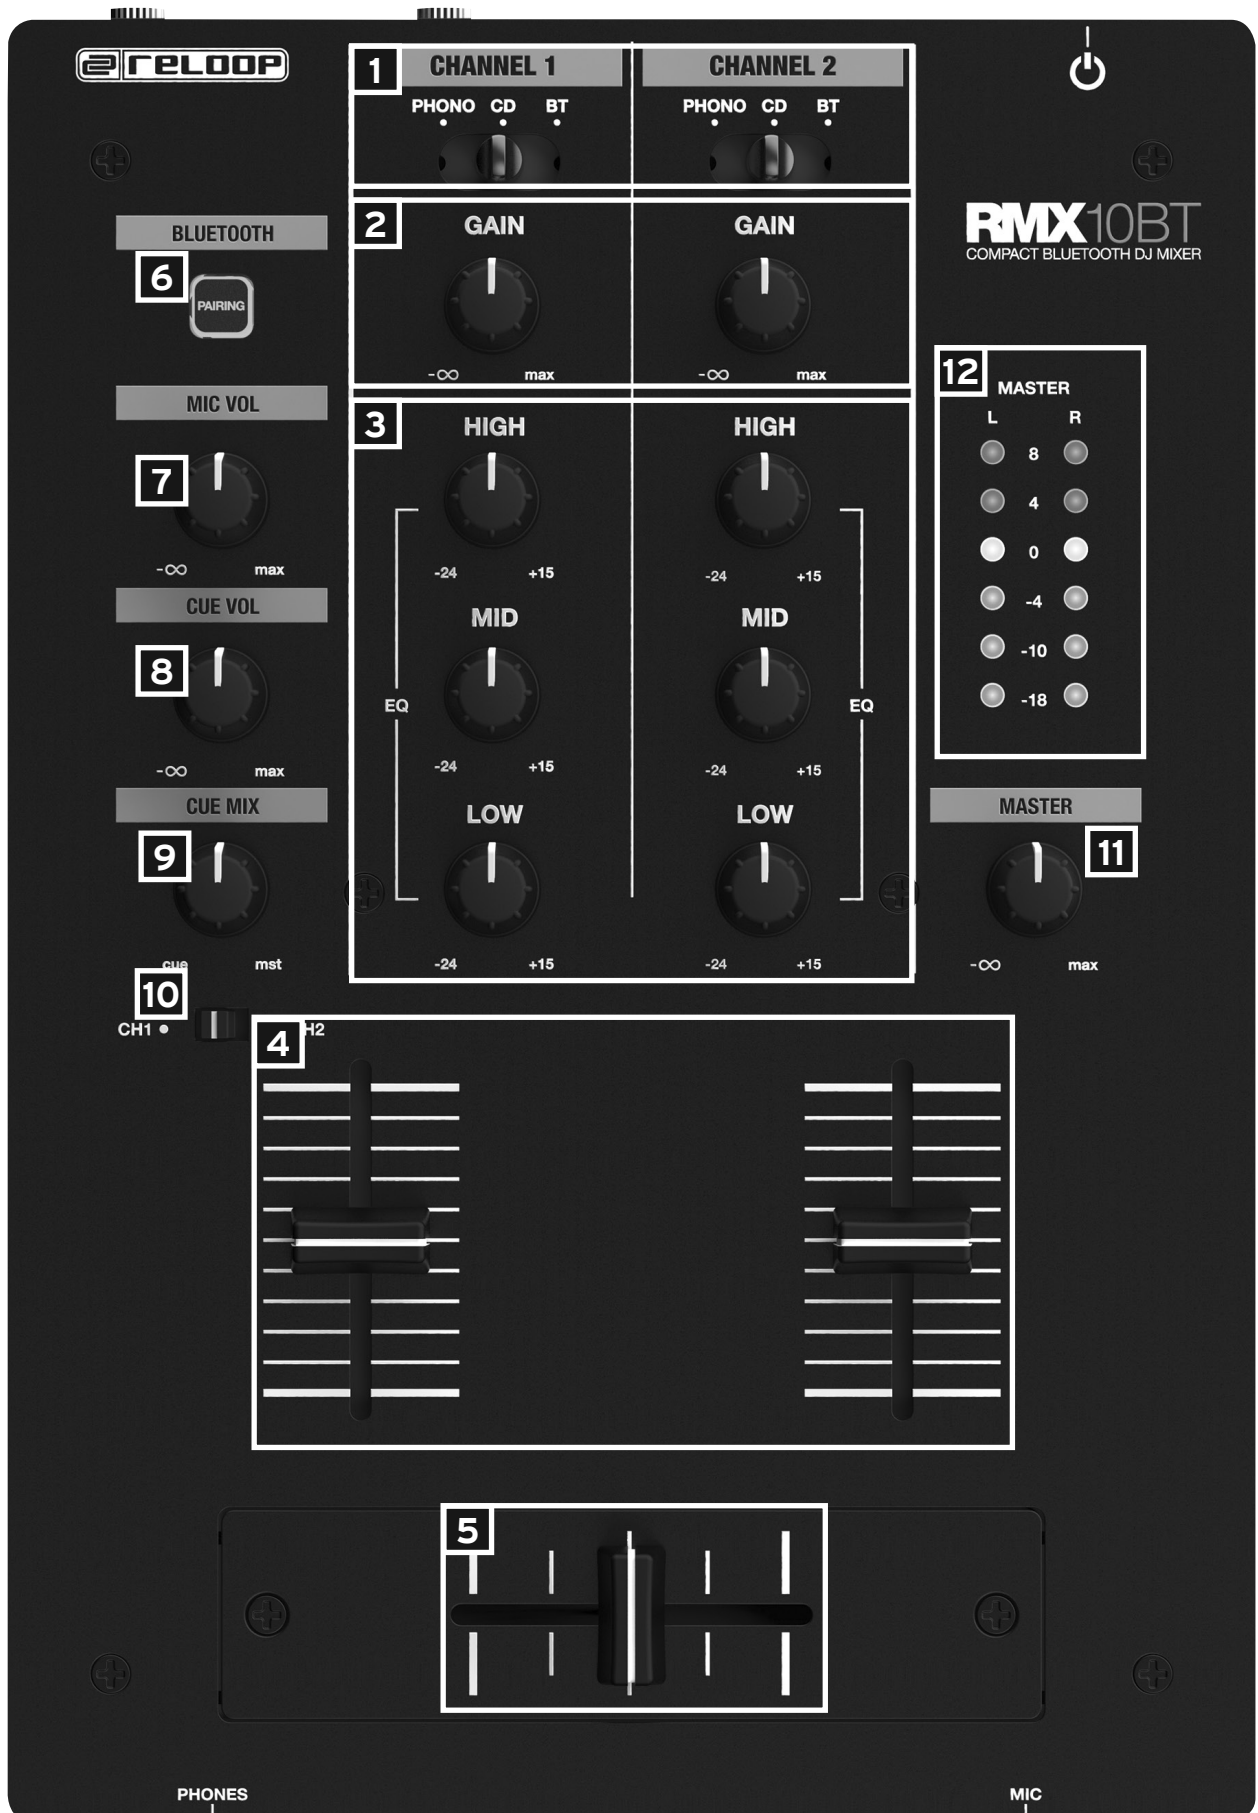 RELOOP
1 CHANNEL 1 CHANNEL 2
PHONO CD BT PHONO CD BT
RMX10BT
COMPACT BLUETOOTH DJ MIXER
BLUETOOTH
6
PAIRING
2 GAIN GAIN
-∞ max -∞ max
MIC VOL
7
-∞ max
CUE VOL
8
-∞ max
CUE MIX
9
cue mst
10
CH1 H2
3 HIGH HIGH
-24 +15 -24 +15
MID MID
EQ EQ
-24 +15 -24 +15
LOW LOW
-24 +15 -24 +15
12
MASTER
L R
8
4
0
-4
-10
-18
MASTER
11
-∞ max
4
5
PHONES MIC